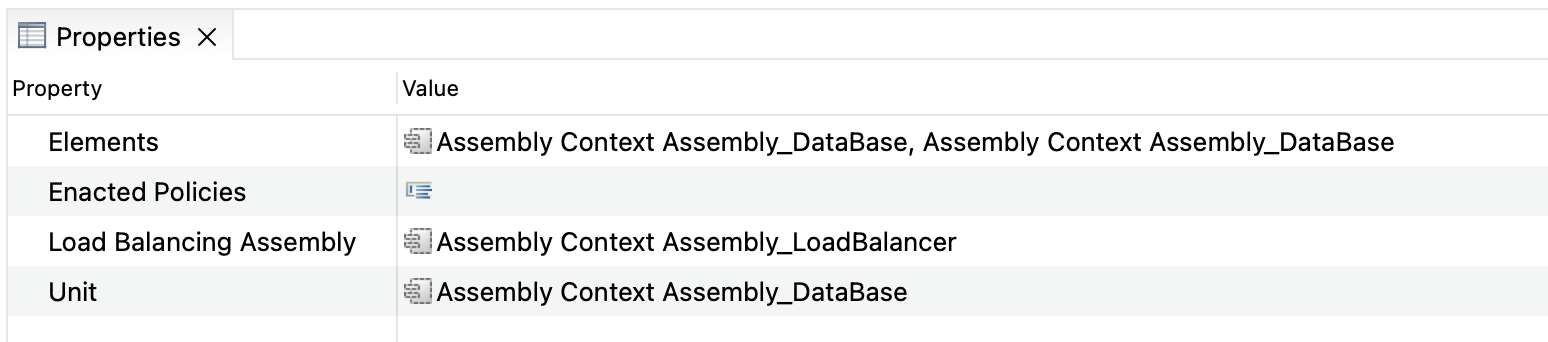 Properties
Property Value
Elements Assembly Context Assembly_DataBase, Assembly Context Assembly_DataBase
Enacted Policies
Load Balancing Assembly Assembly Context Assembly_LoadBalancer
Unit Assembly Context Assembly_DataBase